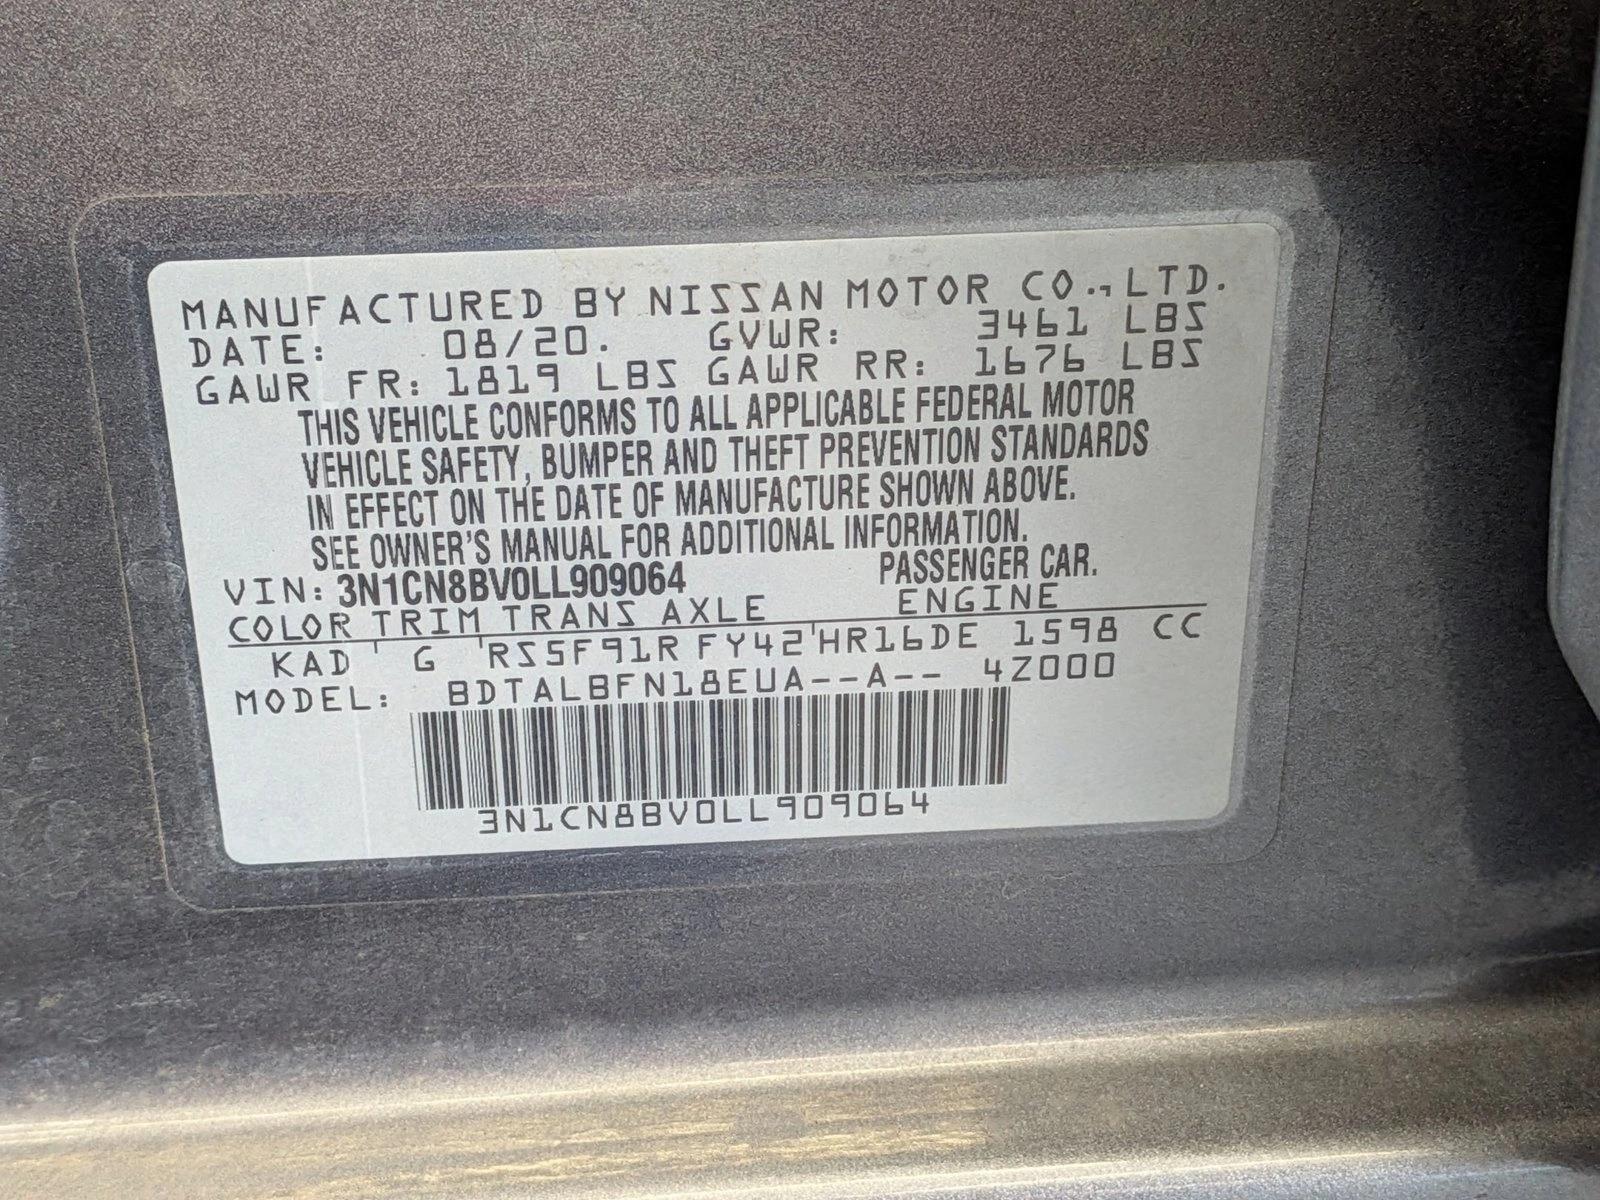 MANUFACTURED BY NISSAN MOTOR CO., LTD.
DATE: 08/20. GVWR: 3461 LBS
GAWR FR: 1819 LBS GAWR RR: 1676 LBS
THIS VEHICLE CONFORMS TO ALL APPLICABLE FEDERAL MOTOR
VEHICLE SAFETY, BUMPER AND THEFT PREVENTION STANDARDS
IN EFFECT ON THE DATE OF MANUFACTURE SHOWN ABOVE.
SEE OWNER'S MANUAL FOR ADDITIONAL INFORMATION.
VIN: 3N1CN8BV0LL909064 PASSENGER CAR.
COLOR TRIM TRANS AXLE ENGINE
KAD ' G ' RS5F91R FY42 ' HR16DE 1598 CC
MODEL: BDTALBFN18EUA--A-- 4Z000
3N1CN8BV0LL909064